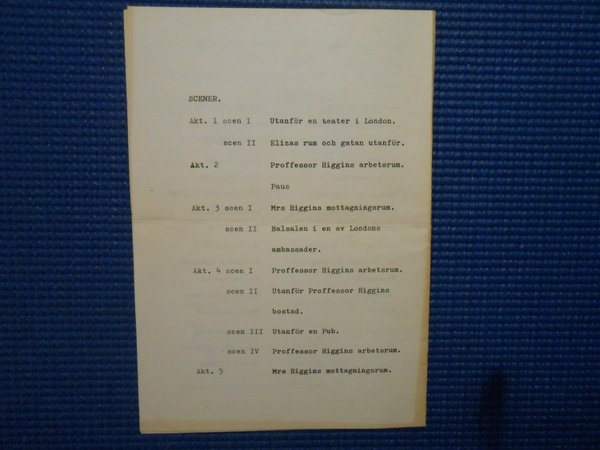 SCENER.
Akt. 1 scen I Utanför en teater i London.
scen II Elizas rum och gatan utanför.
Akt. 2 Proffessor Higgins arbetsrum.
Paus
Akt. 3 scen I Mrs Higgins mottagningsrum.
scen II Balsalen i en av Londons
ambassader.
Akt. 4 scen I Proffessor Higgins arbetsrum.
scen II Utanför Proffessor Higgins
bostad.
scen III Utanför en Pub.
scen IV Proffessor Higgins arbetsrum.
Akt. 5 Mrs Higgins mottagningsrum.